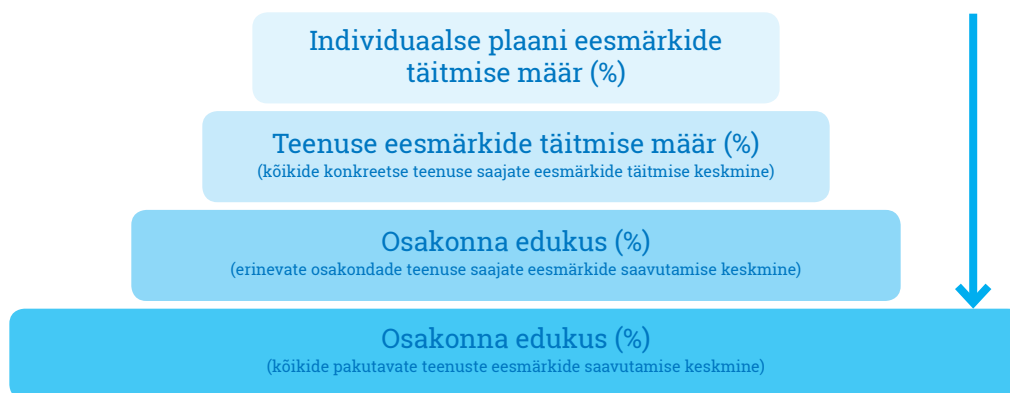 Individuaalse plaani eesmärkide
täitmise määr (%)
Teenuse eesmärkide täitmise määr (%)
(kõikide konkreetse teenuse saajate eesmärkide täitmise keskmine)
Osakonna edukus (%)
(erinevate osakondade teenuse saajate eesmärkide saavutamise keskmine)
Osakonna edukus (%)
(kõikide pakutavate teenuste eesmärkide saavutamise keskmine)